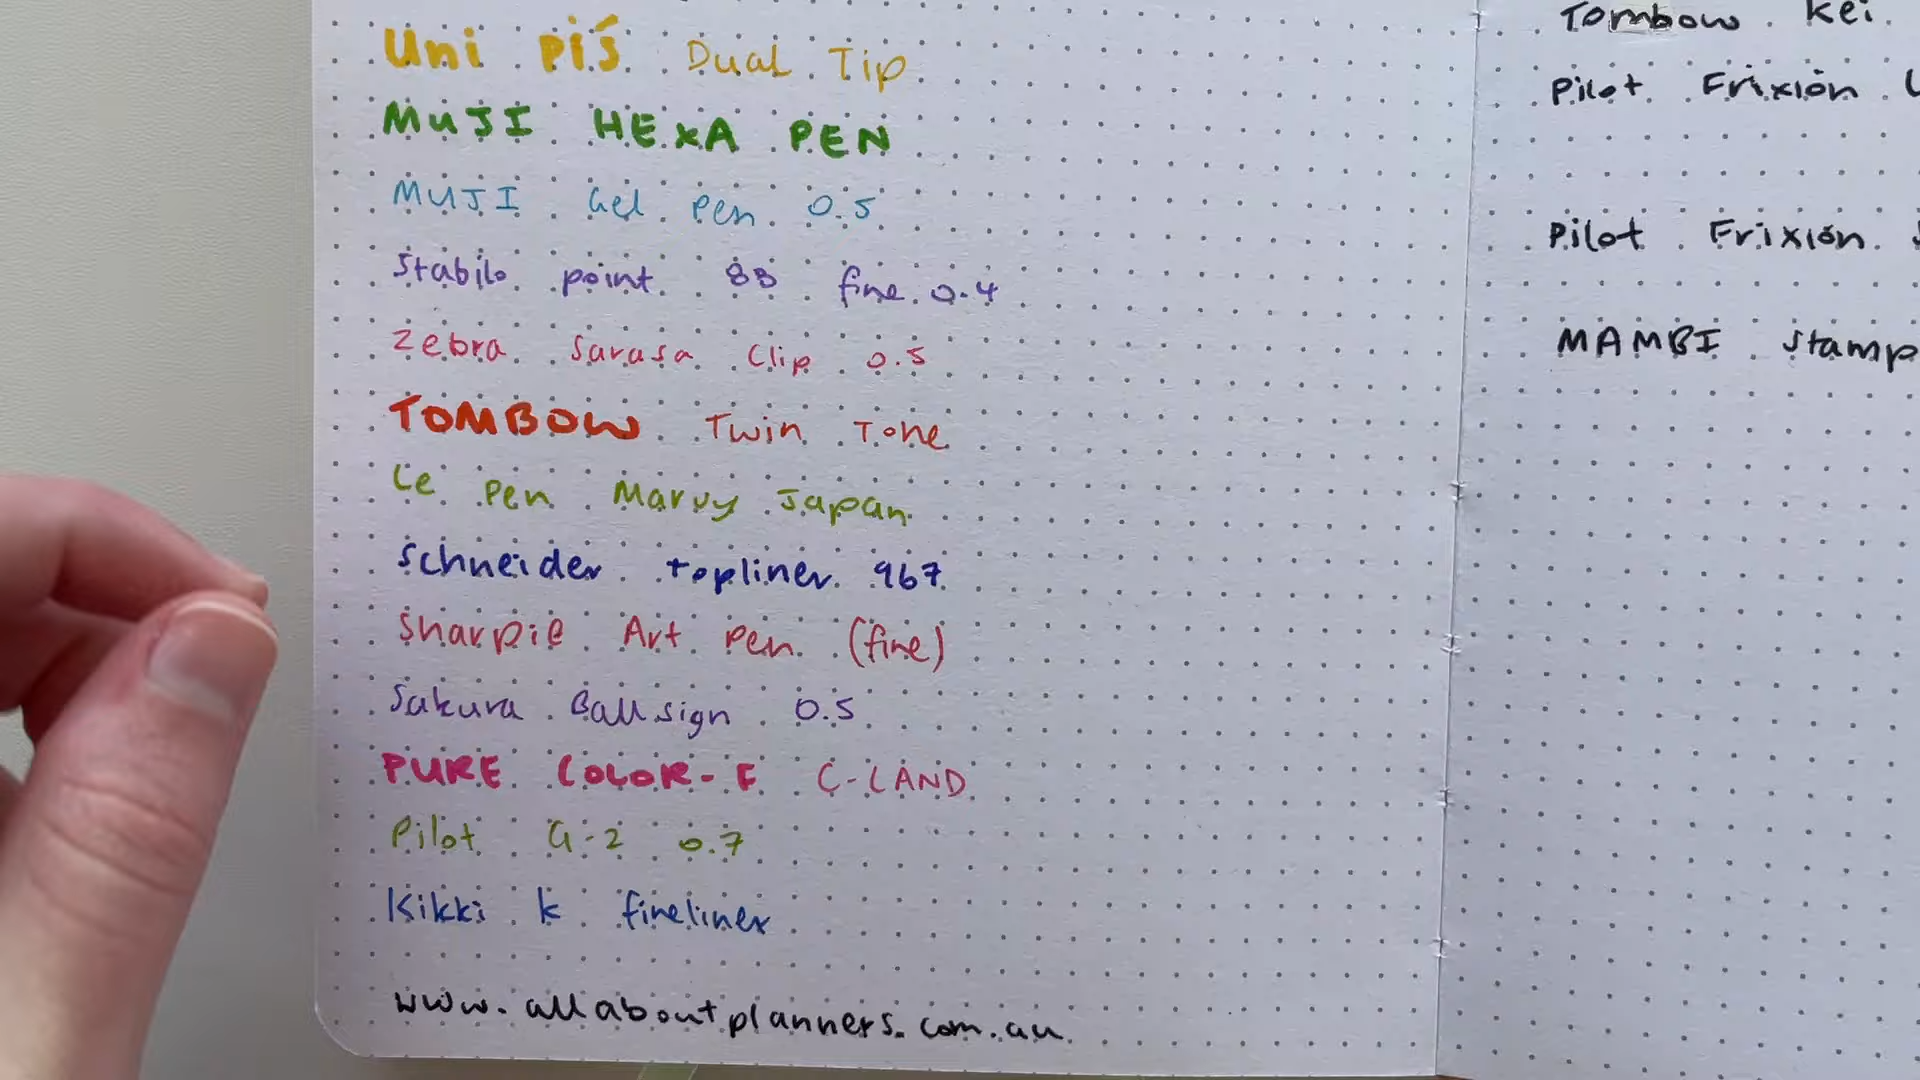 Uni PiS Dual Tip
MUJI HEXA PEN
MUJI Gel Pen 0.5
Stabilo point 88 fine 0.4
Zebra Sarasa Clip 0.5
TOMBOW Twin Tone
Le Pen Marvy Japan
Schneider topliner 967
Sharpie Art Pen (fine)
Sakura Ballsign 0.5
PURE COLOR-F C-LAND
Pilot G-2 0.7
Kikki K fineliner
www.allaboutplanners.com.au
Tombow Kei
Pilot Frixion
Pilot Frixion
MAMBI Stamp